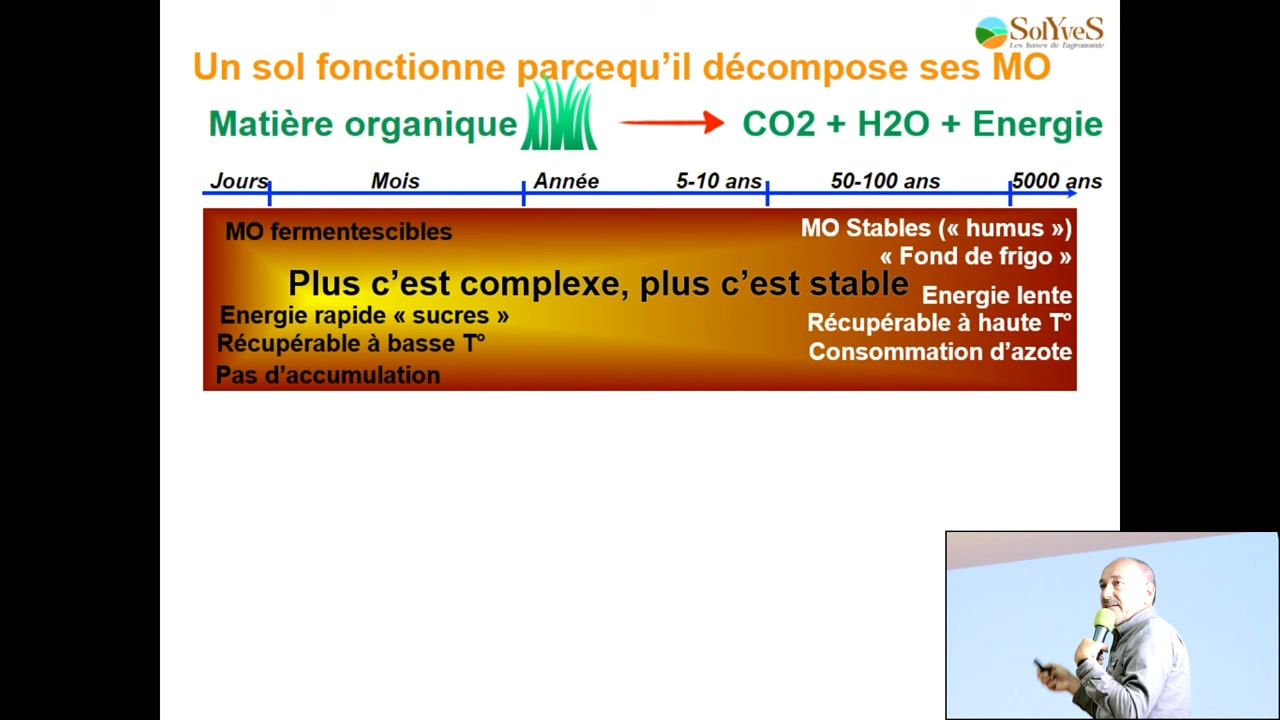 SolYveS
Les bases de l'agronomie
Un sol fonctionne parcequ’il décompose ses MO
Matière organique CO2 + H2O + Energie
Jours Mois Année 5-10 ans 50-100 ans 5000 ans
MO fermentescibles
MO Stables (« humus »)
« Fond de frigo »
Plus c’est complexe, plus c’est stable
Energie rapide « sucres »
Récupérable à basse T°
Pas d’accumulation
Energie lente
Récupérable à haute T°
Consommation d’azote